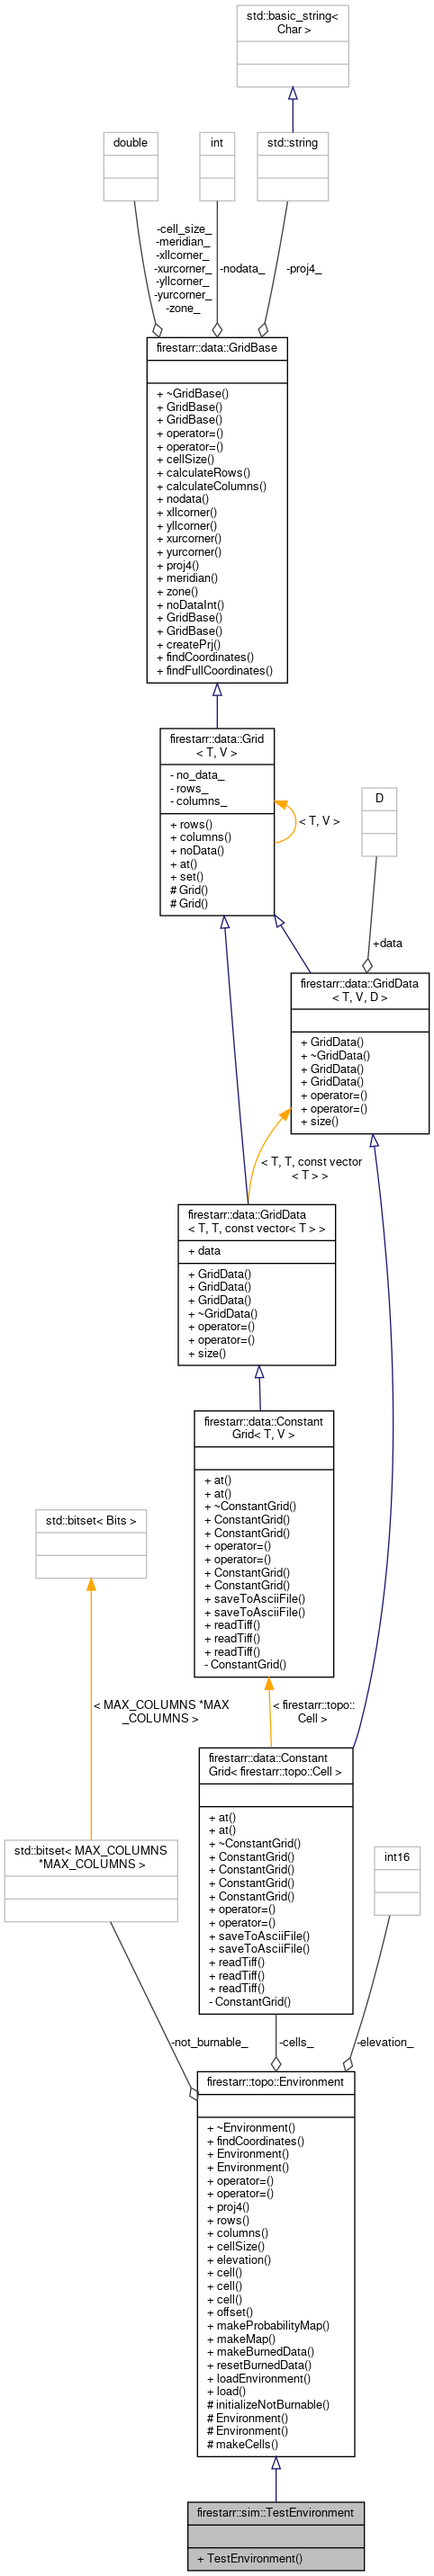 std::basic_string<
Char >
double
int
std::string
-cell_size_
-meridian_
-xllcorner_
-xurcorner_
-yllcorner_
-yurcorner_
-zone_
-nodata_
-proj4_
firestarr::data::GridBase
+ ~GridBase()
+ GridBase()
+ GridBase()
+ operator=()
+ operator=()
+ cellSize()
+ calculateRows()
+ calculateColumns()
+ nodata()
+ xllcorner()
+ yllcorner()
+ xurcorner()
+ yurcorner()
+ proj4()
+ meridian()
+ zone()
+ noDataInt()
+ GridBase()
+ GridBase()
+ createPrj()
+ findCoordinates()
+ findFullCoordinates()
firestarr::data::Grid
< T, V >
- no_data_
- rows_
- columns_
+ rows()
+ columns()
+ noData()
+ at()
+ set()
# Grid()
# Grid()
< T, V >
D
+data
firestarr::data::GridData
< T, V, D >
+ GridData()
+ ~GridData()
+ GridData()
+ GridData()
+ operator=()
+ operator=()
+ size()
< T, T, const vector
< T > >
firestarr::data::GridData
< T, T, const vector< T > >
+ data
+ GridData()
+ GridData()
+ GridData()
+ ~GridData()
+ operator=()
+ operator=()
+ size()
firestarr::data::Constant
Grid< T, V >
+ at()
+ at()
+ ~ConstantGrid()
+ ConstantGrid()
+ ConstantGrid()
+ operator=()
+ operator=()
+ ConstantGrid()
+ ConstantGrid()
+ saveToAsciiFile()
+ saveToAsciiFile()
+ readTiff()
+ readTiff()
+ readTiff()
- ConstantGrid()
std::bitset< Bits >
< MAX_COLUMNS *MAX
_COLUMNS >
< firestarr::topo::
Cell >
firestarr::data::Constant
Grid< firestarr::topo::Cell >
+ at()
+ at()
+ ~ConstantGrid()
+ ConstantGrid()
+ ConstantGrid()
+ ConstantGrid()
+ ConstantGrid()
+ operator=()
+ operator=()
+ saveToAsciiFile()
+ saveToAsciiFile()
+ readTiff()
+ readTiff()
+ readTiff()
- ConstantGrid()
std::bitset< MAX_COLUMNS
*MAX_COLUMNS >
int16
-not_burnable_
-cells_
-elevation_
firestarr::topo::Environment
+ ~Environment()
+ findCoordinates()
+ Environment()
+ Environment()
+ operator=()
+ operator=()
+ proj4()
+ rows()
+ columns()
+ cellSize()
+ elevation()
+ cell()
+ cell()
+ cell()
+ offset()
+ makeProbabilityMap()
+ makeMap()
+ makeBurnedData()
+ resetBurnedData()
+ loadEnvironment()
+ load()
# initializeNotBurnable()
# Environment()
# Environment()
# makeCells()
firestarr::sim::TestEnvironment
+ TestEnvironment()